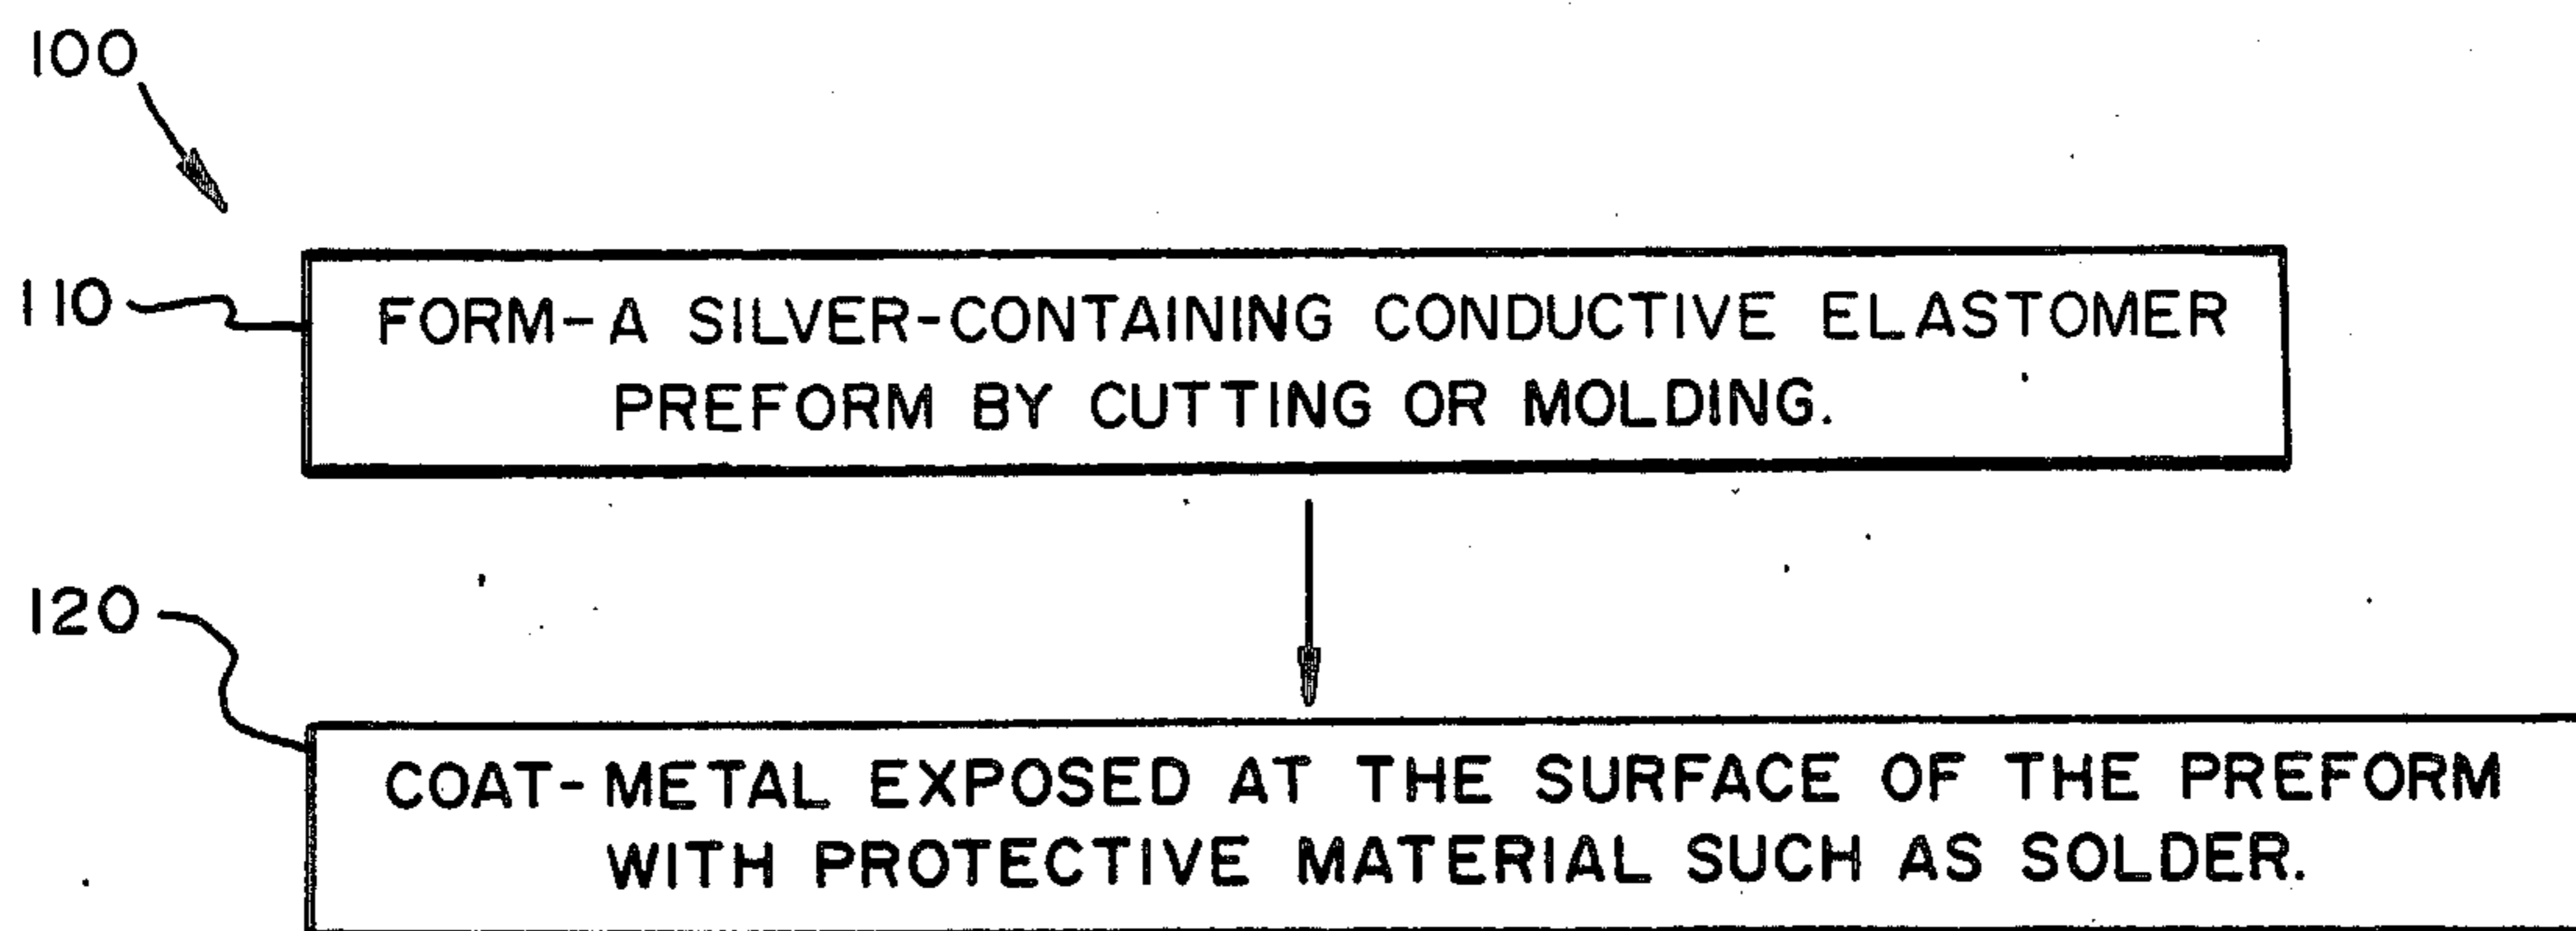 100
110
FORM-A SILVER-CONTAINING CONDUCTIVE ELASTOMER
PREFORM BY CUTTING OR MOLDING.
120
COAT-METAL EXPOSED AT THE SURFACE OF THE PREFORM
WITH PROTECTIVE MATERIAL SUCH AS SOLDER.